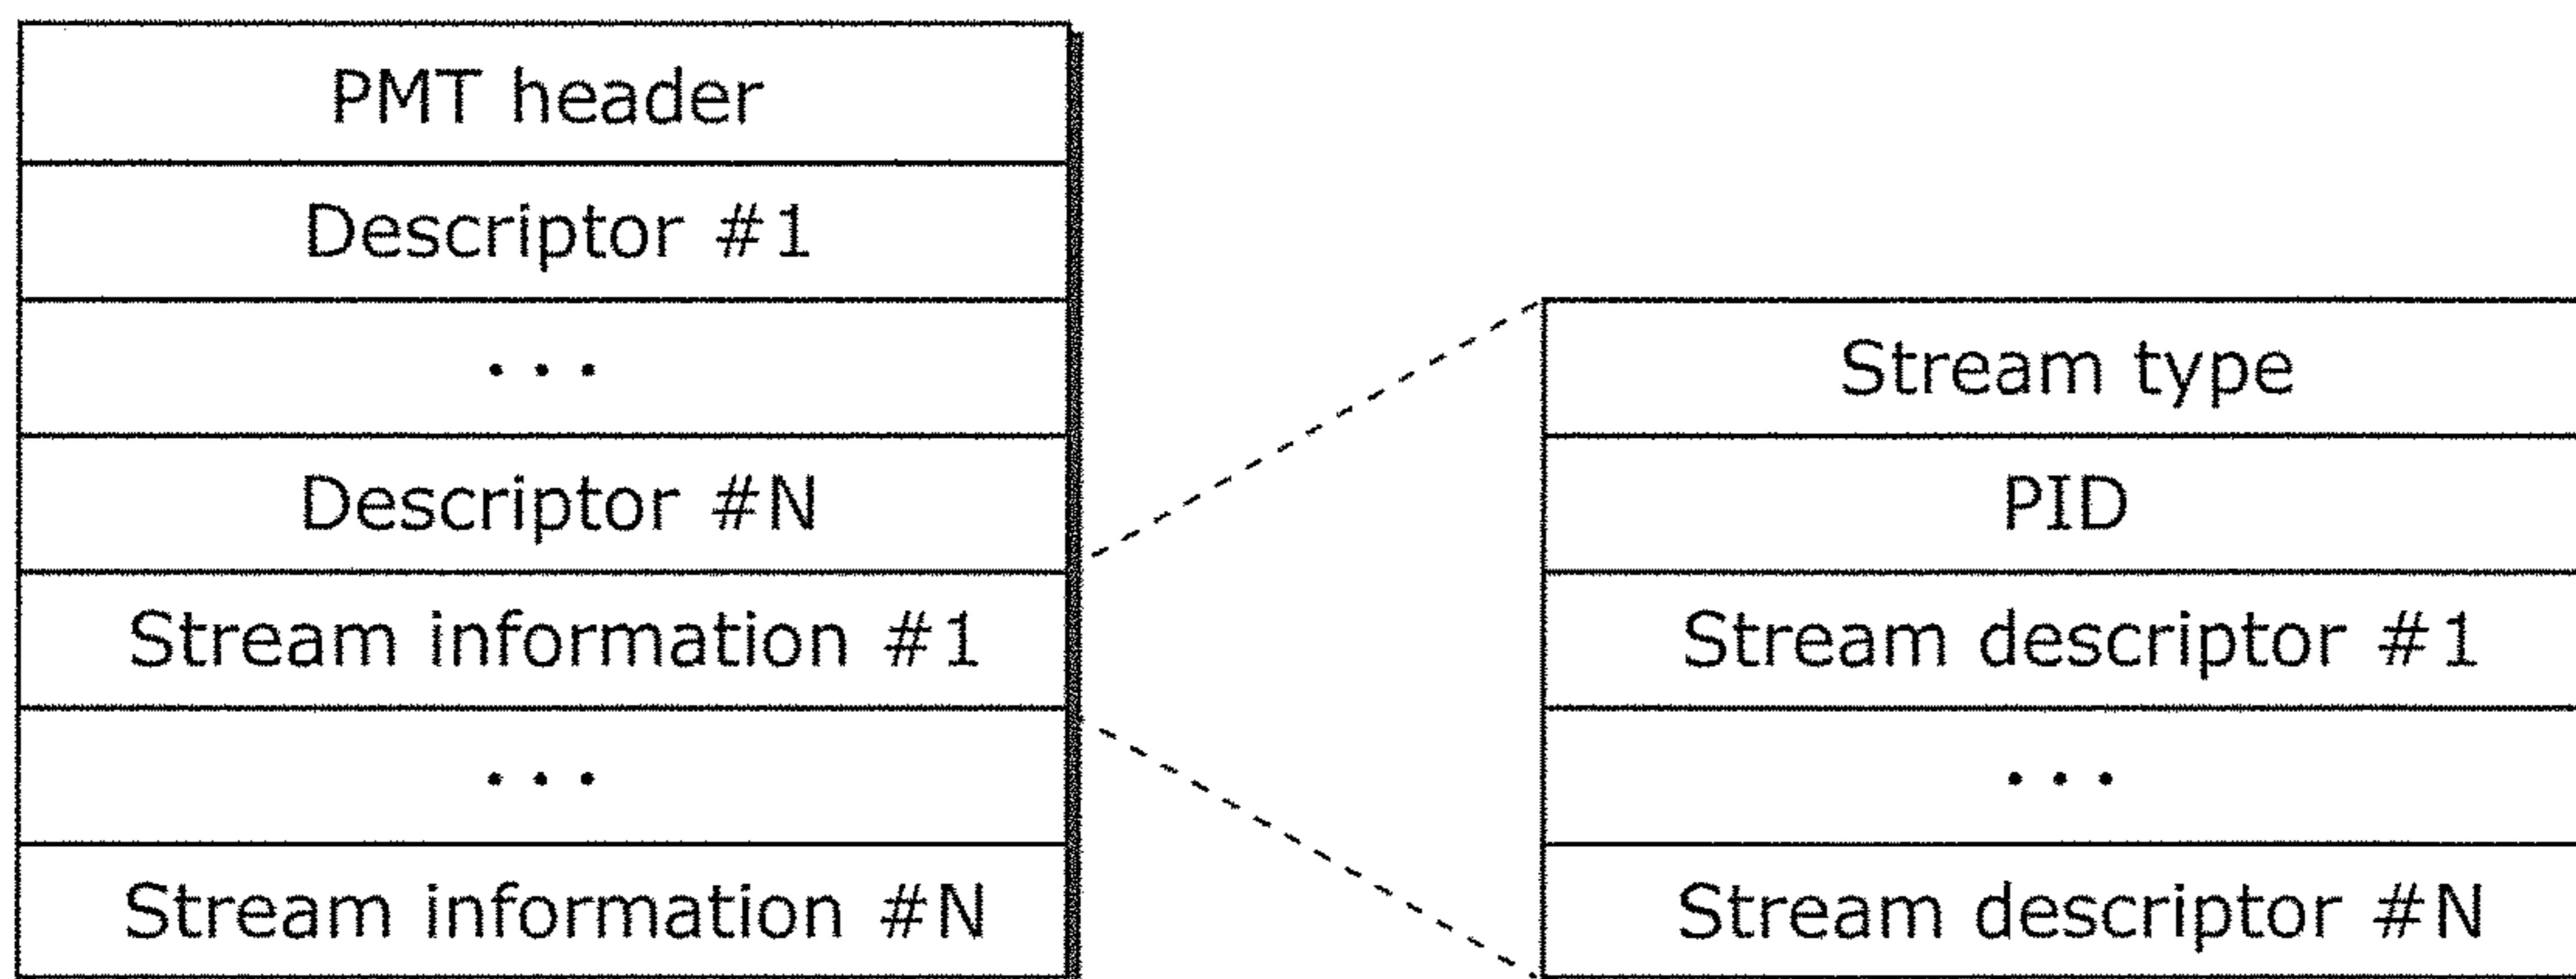 PMT header
Descriptor #1
...
Descriptor #N
Stream information #1
...
Stream information #N
Stream type
PID
Stream descriptor #1
...
Stream descriptor #N